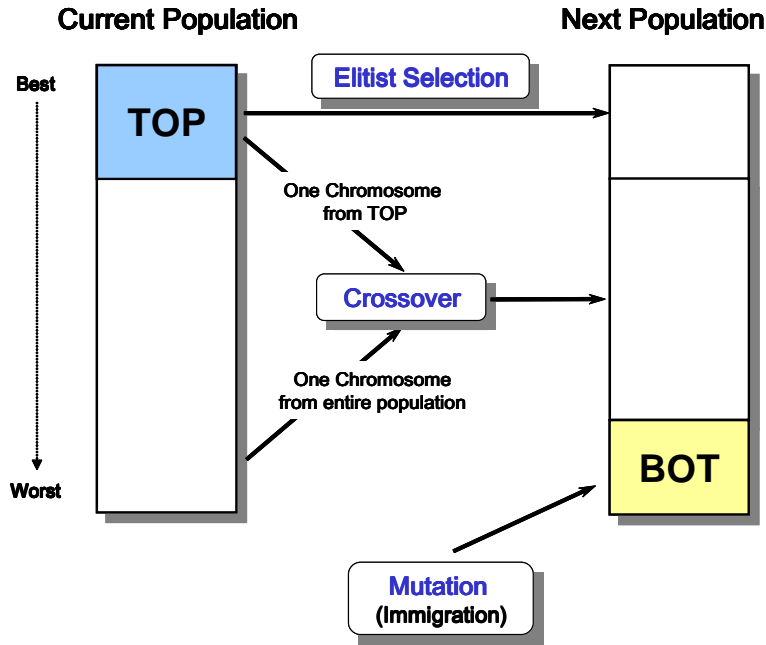 Current Population
Next Population
Best
TOP
Elitist Selection
One Chromosome
from TOP
Crossover
One Chromosome
from entire population
Worst
BOT
Mutation
(Immigration)